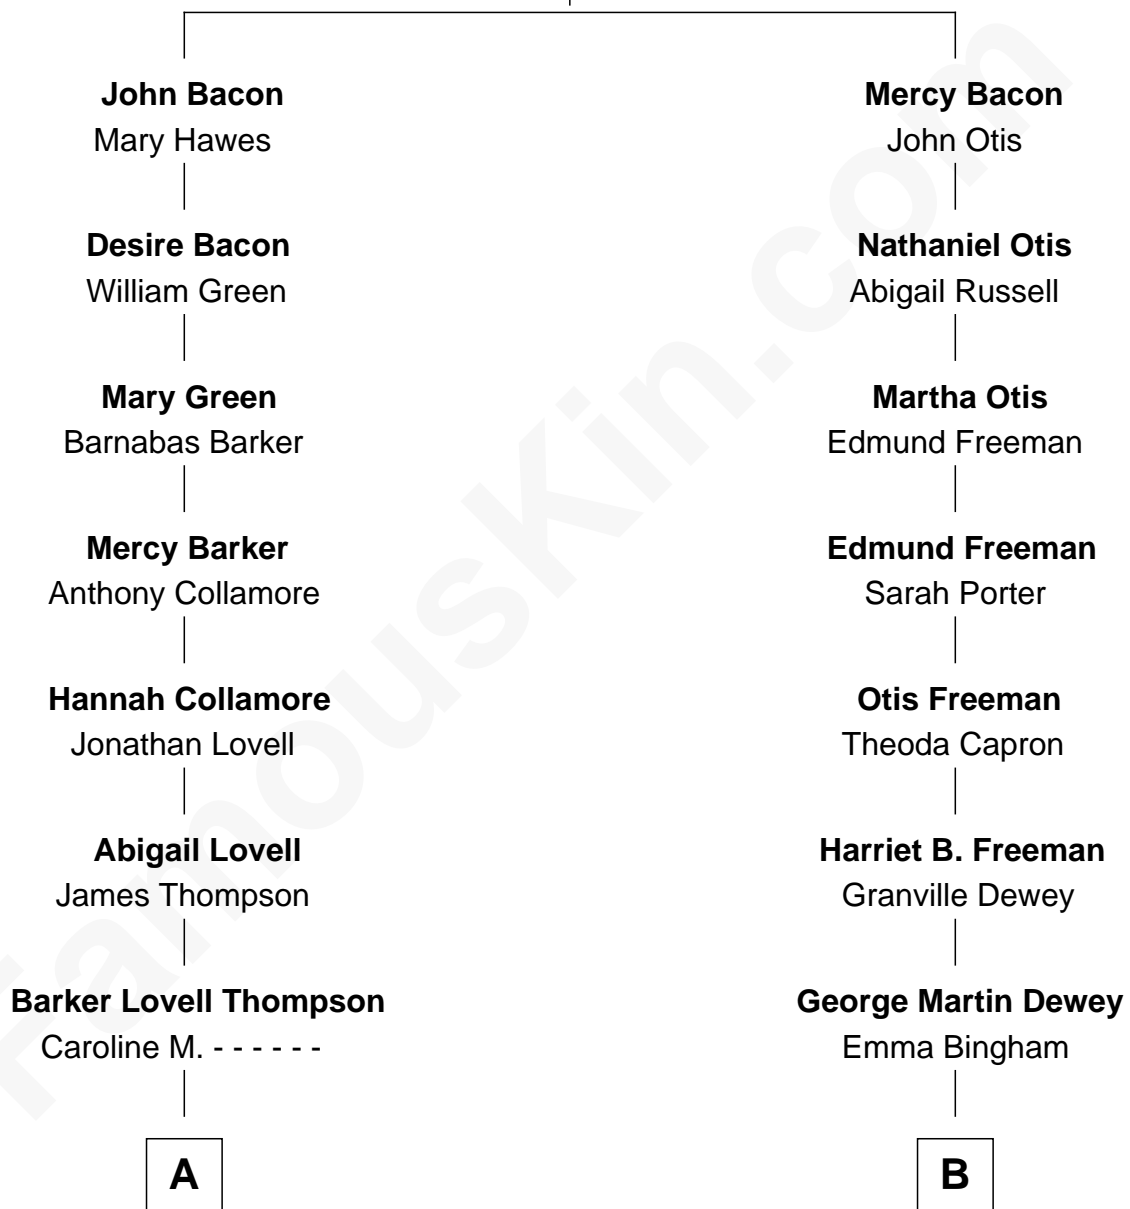 John Bacon
Mary Hawes
Desire Bacon
William Green
Mary Green
Barnabas Barker
Mercy Barker
Anthony Collamore
Hannah Collamore
Jonathan Lovell
Abigail Lovell
James Thompson
Barker Lovell Thompson
Caroline M. - - - - - -
A
Mercy Bacon
John Otis
Nathaniel Otis
Abigail Russell
Martha Otis
Edmund Freeman
Edmund Freeman
Sarah Porter
Otis Freeman
Theoda Capron
Harriet B. Freeman
Granville Dewey
George Martin Dewey
Emma Bingham
B
FamousKin.com